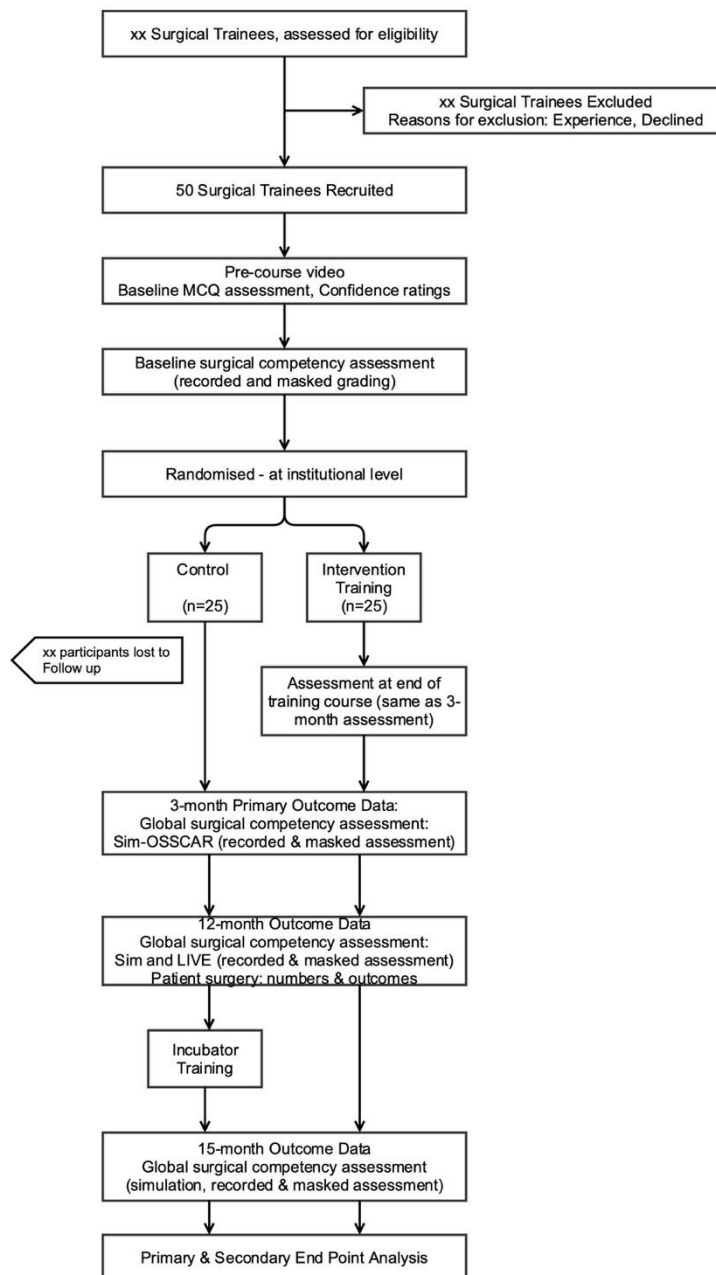 xx Surgical Trainees, assessed for eligibility
xx Surgical Trainees Excluded
Reasons for exclusion: Experience, Declined
50 Surgical Trainees Recruited
Pre-course video
Baseline MCQ assessment, Confidence ratings
Baseline surgical competency assessment
(recorded and masked grading)
Randomised - at institutional level
Control
(n=25)
Intervention
Training
(n=25)
xx participants lost to
Follow up
Assessment at end of
training course (same as 3-
month assessment)
3-month Primary Outcome Data:
Global surgical competency assessment:
Sim-OSSCAR (recorded & masked assessment)
12-month Outcome Data
Global surgical competency assessment:
Sim and LIVE (recorded & masked assessment)
Patient surgery: numbers & outcomes
Incubator
Training
15-month Outcome Data
Global surgical competency assessment
(simulation, recorded & masked assessment)
Primary & Secondary End Point Analysis